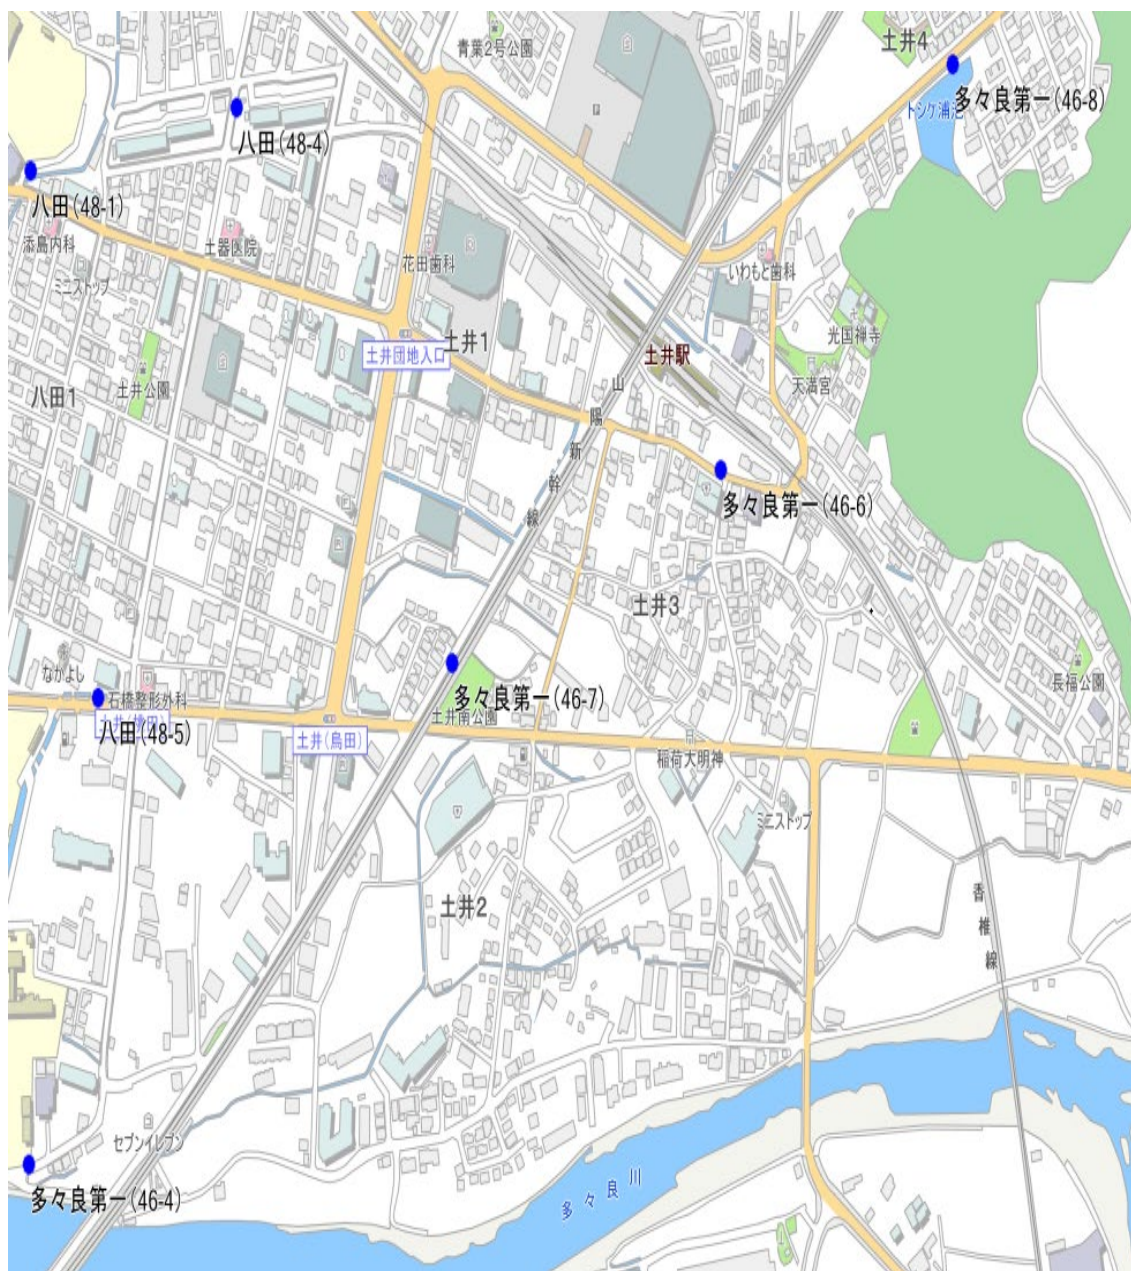 青葉2号公園
土井4
多々良第一(46-8)
トシケ浦池
八田(48-4)
八田(48-1)
添島内科
土器医院
花田歯科
いわもと歯科
ミニストップ
光国禅寺
土井1
土井団地入口
土井駅
天満宮
土井公園
八田1
山陽新幹線
多々良第一(46-6)
土井3
なかよし
石橋整形外科
長福公園
多々良第一(46-7)
土井南公園
八田(48-5)
土井(鳥田)
稲荷大明神
ミニストップ
土井2
香椎線
セブンイレブン
多々良第一(46-4)
多々良川